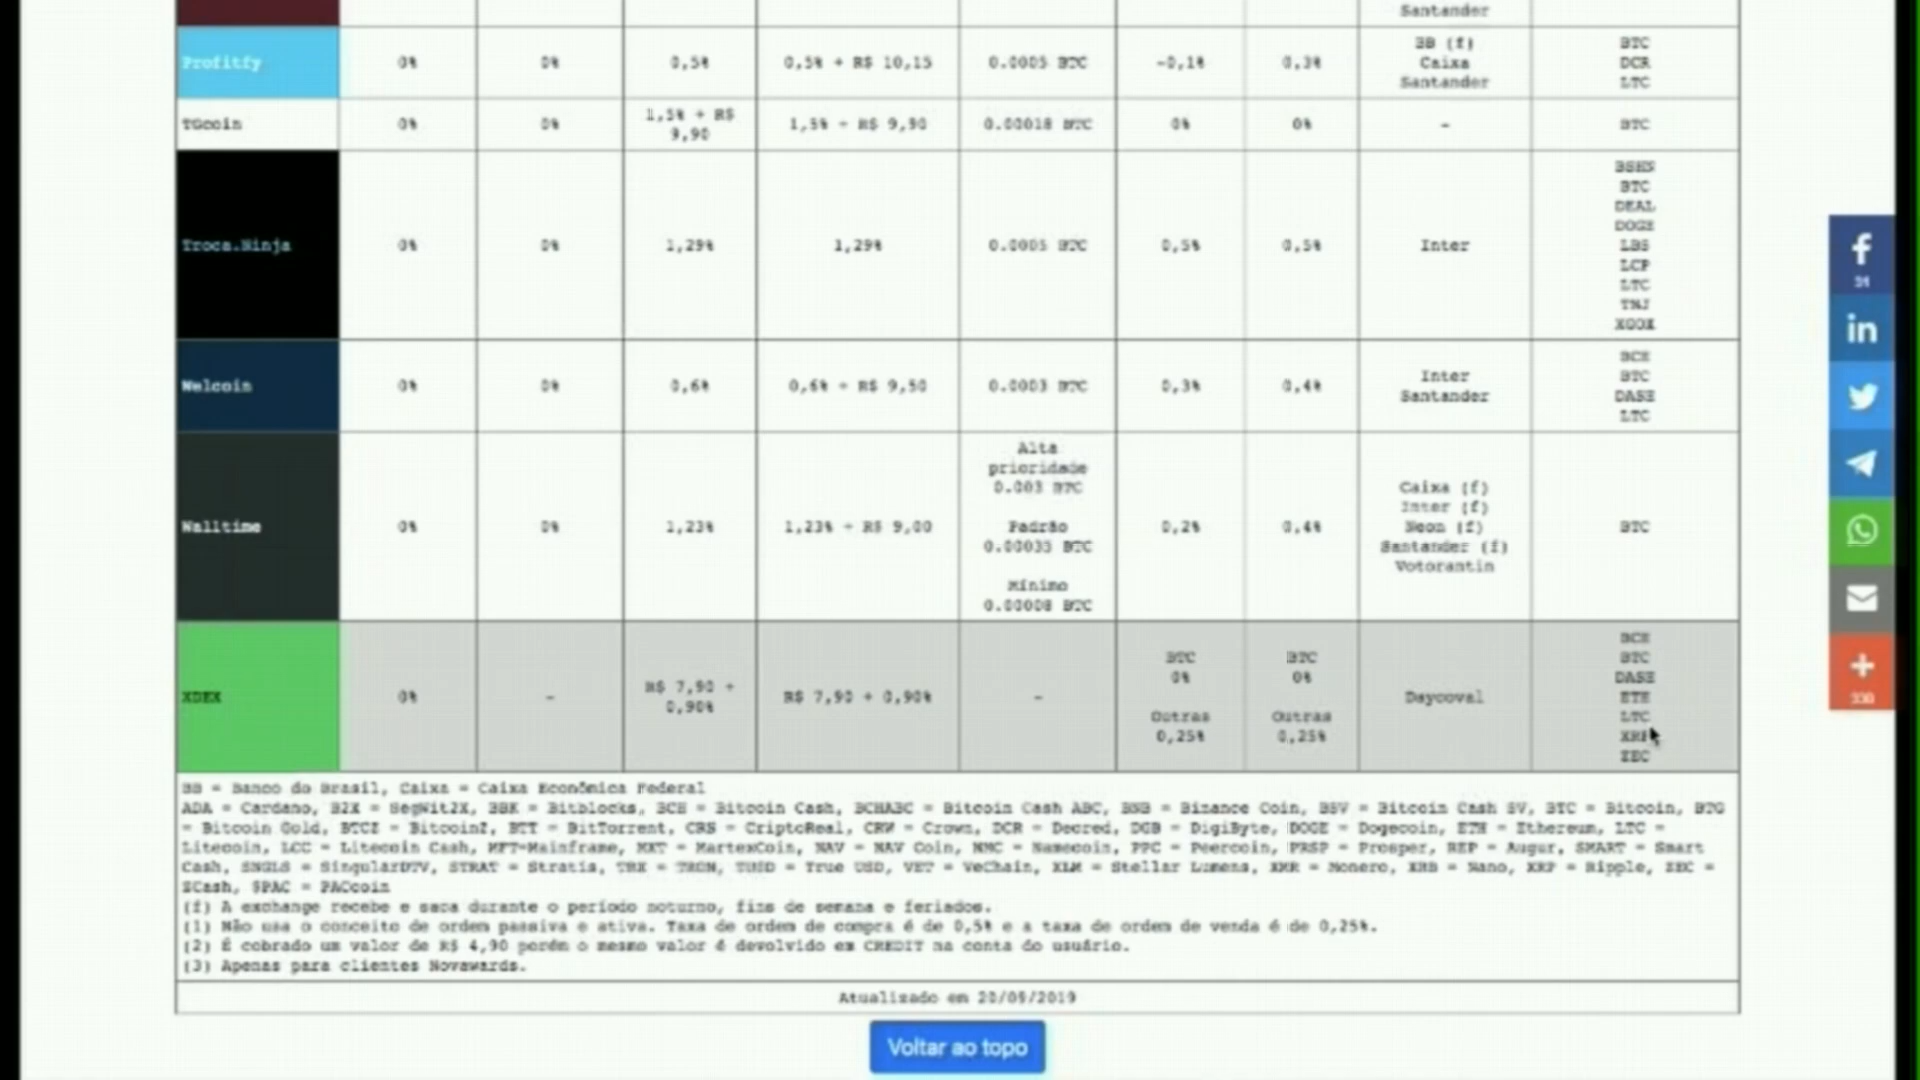 Santander
Profitfy 0% 0% 0,5% 0,5% + R$ 10,15 0.0005 BTC -0,1% 0,3% BB (f) Caixa Santander BTC DCR LTC
TGcoin 0% 0% 1,5% + R$ 9,90 1,5% + R$ 9,90 0.00018 BTC 0% 0% - BTC
Troca.Ninja 0% 0% 1,29% 1,29% 0.0005 BTC 0,5% 0,5% Inter BTC DEAL DOGE LBS LCP LTC TNJ
Welcoin 0% 0% 0,6% 0,6% + R$ 9,50 0.0003 BTC 0,3% 0,4% Inter Santander BCH BTC DASH LTC
Walltime 0% 0% 1,23% 1,23% + R$ 9,00 Alta prioridade 0.003 BTC Padrão 0.00035 BTC Mínimo 0.00008 BTC 0,2% 0,4% Caixa (f) Inter (f) Neon (f) Santander (f) Votorantin BTC
XDEX 0% - R$ 7,90 + 0,90% R$ 7,90 + 0,90% - BTC 0% Outras 0,25% BTC 0% Outras 0,25% Daycoval BCH BTC DASH ETH LTC XRP ZEC
BB = Banco do Brasil, Caixa = Caixa Econômica Federal
ADA = Cardano, B2X = SegWit2X, BBK = Bitblocks, BCH = Bitcoin Cash, BCHABC = Bitcoin Cash ABC, BNB = Binance Coin, BSV = Bitcoin Cash SV, BTC = Bitcoin, BTG
= Bitcoin Gold, BTCZ = BitcoinZ, BTT = BitTorrent, CRS = CriptoReal, CRW = Crown, DCR = Decred, DGB = DigiByte, DOGE = Dogecoin, ETH = Ethereum, LTC =
Litecoin, LCC = Litecoin Cash, MFT=Mainframe, MXT = MartexCoin, NAV = NAV Coin, NMC = Namecoin, PPC = Peercoin, PRSP = Prosper, REP = Augur, SMART = Smart
Cash, SNGLS = SingularDTV, STRAT = Stratis, TRX = TRON, TUSD = True USD, VET = VeChain, XLM = Stellar Lumens, XMR = Monero, XRB = Nano, XRP = Ripple, ZEC =
ZCash, $PAC = PACcoin
(f) A exchange recebe e saca durante o período noturno, fins de semana e feriados.
(1) Não usa o conceito de ordem passiva e ativa. Taxa de ordem de compra é de 0,5% e a taxa de ordem de venda é de 0,25%.
(2) É cobrado um valor de R$ 4,90 porém o mesmo valor é devolvido em CREDIT na conta do usuário.
(3) Apenas para clientes Novawards.
Atualizado em
Voltar ao topo
f
31
in